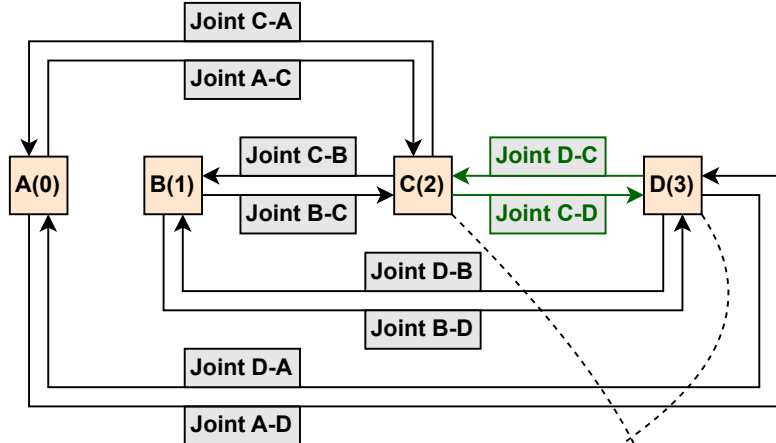 Joint C-A
Joint A-C
A(0)
B(1)
Joint C-B
Joint B-C
C(2)
Joint D-C
Joint C-D
D(3)
Joint D-B
Joint B-D
Joint D-A
Joint A-D